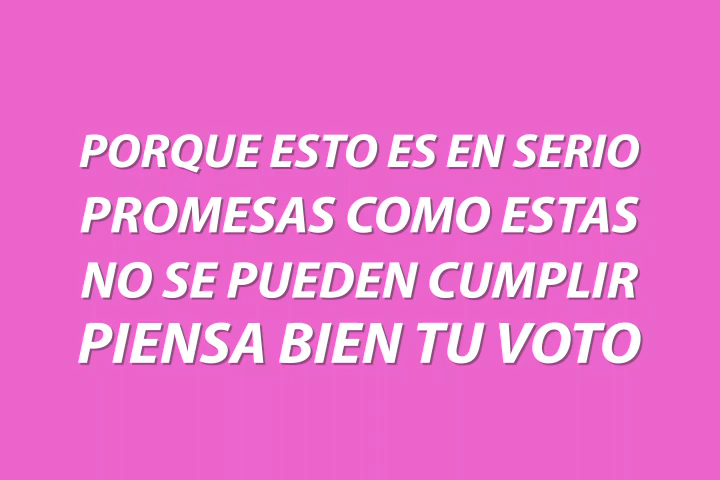 PORQUE ESTO ES EN SERIO
PROMESAS COMO ESTAS
NO SE PUEDEN CUMPLIR
PIENSA BIEN TU VOTO